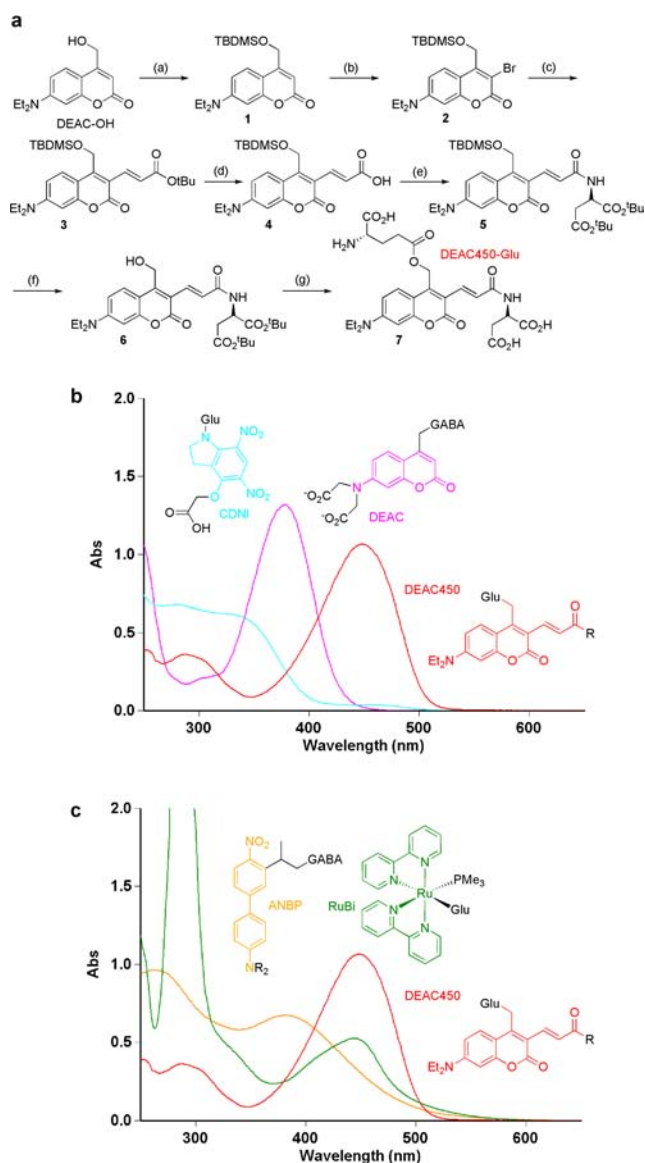 a
HO
Et₂N
O
O
DEAC-OH
(a)
TBDMSO
Et₂N
O
O
1
(b)
TBDMSO
Br
Et₂N
O
O
2
(c)
TBDMSO
O
OtBu
Et₂N
O
O
3
(d)
TBDMSO
O
OH
Et₂N
O
O
4
(e)
TBDMSO
O
H
N
CO₂ᵗBu
CO₂ᵗBu
Et₂N
O
O
5
(f)
HO
O
H
N
CO₂ᵗBu
CO₂ᵗBu
Et₂N
O
O
6
(g)
CO₂H
H₂N
O
O
DEAC450-Glu
O
H
N
CO₂H
CO₂H
Et₂N
O
O
7
b
2.0
1.5
1.0
0.5
0.0
Abs
300
400
500
600
Wavelength (nm)
Glu
N
NO₂
NO₂
O
O
OH
CDNI
GABA
⁻O₂C
N
⁻O₂C
O
O
DEAC
DEAC450
Glu
O
R
Et₂N
O
O
c
2.0
1.5
1.0
0.5
0.0
Abs
300
400
500
600
Wavelength (nm)
NO₂
GABA
ANBP
NR₂
RuBi
N
N
N
N
Ru
PMe₃
Glu
DEAC450
Glu
O
R
Et₂N
O
O